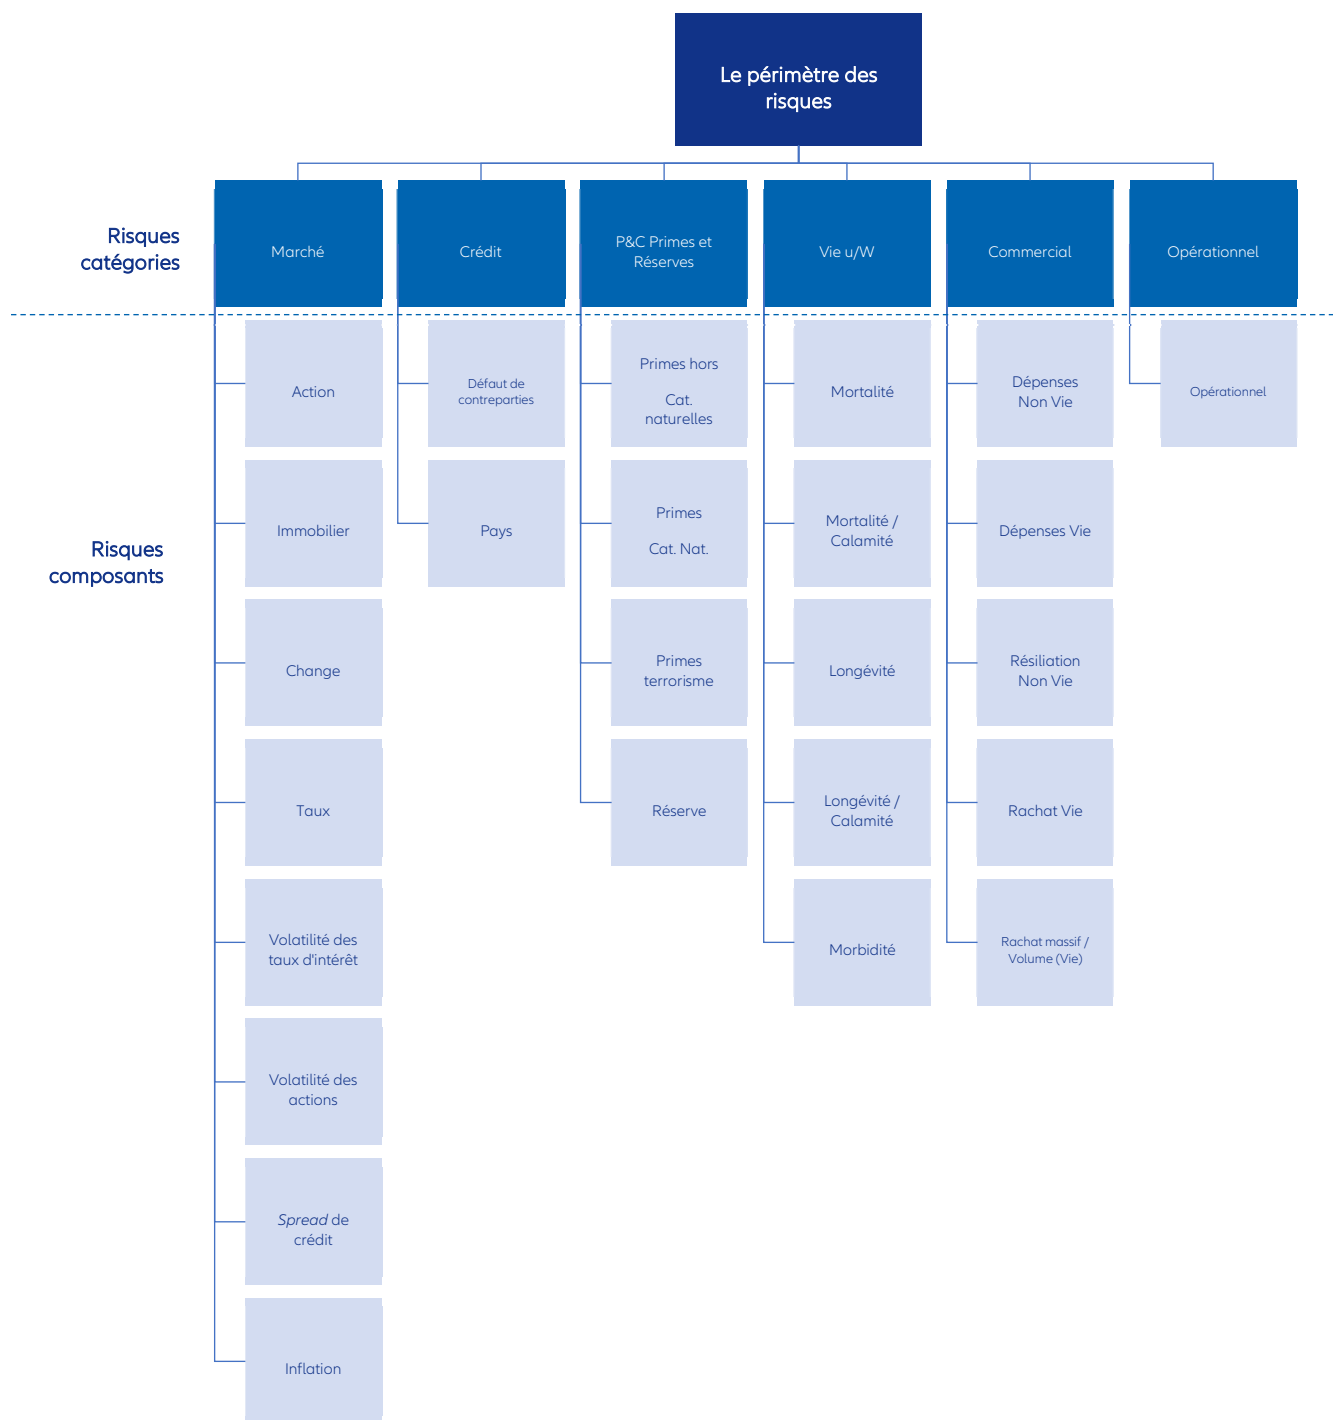 Le périmètre des
risques
Risques
catégories
Marché
Crédit
P&C Primes et
Réserves
Vie u/W
Commercial
Opérationnel
Risques
composants
Action
Immobilier
Change
Taux
Volatilité des
taux d'intérêt
Volatilité des
actions
Spread de
crédit
Inflation
Défaut de
contreparties
Pays
Primes hors
Cat.
naturelles
Primes
Cat. Nat.
Primes
terrorisme
Réserve
Mortalité
Mortalité /
Calamité
Longévité
Longévité /
Calamité
Morbidité
Dépenses
Non Vie
Dépenses Vie
Résiliation
Non Vie
Rachat Vie
Rachat massif /
Volume (Vie)
Opérationnel